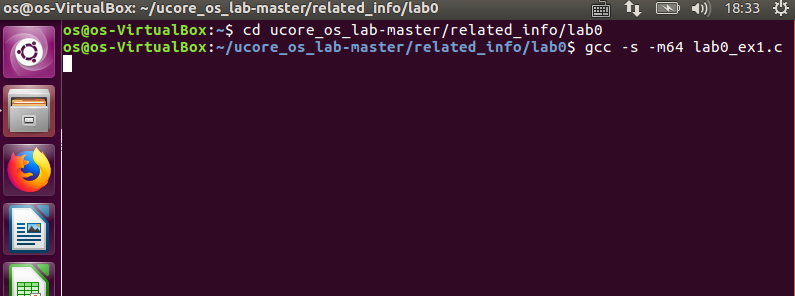 os@os-VirtualBox: ~/ucore_os_lab-master/related_info/lab0 18:33
os@os-VirtualBox:~$ cd ucore_os_lab-master/related_info/lab0
os@os-VirtualBox:~/ucore_os_lab-master/related_info/lab0$ gcc -s -m64 lab0_ex1.c